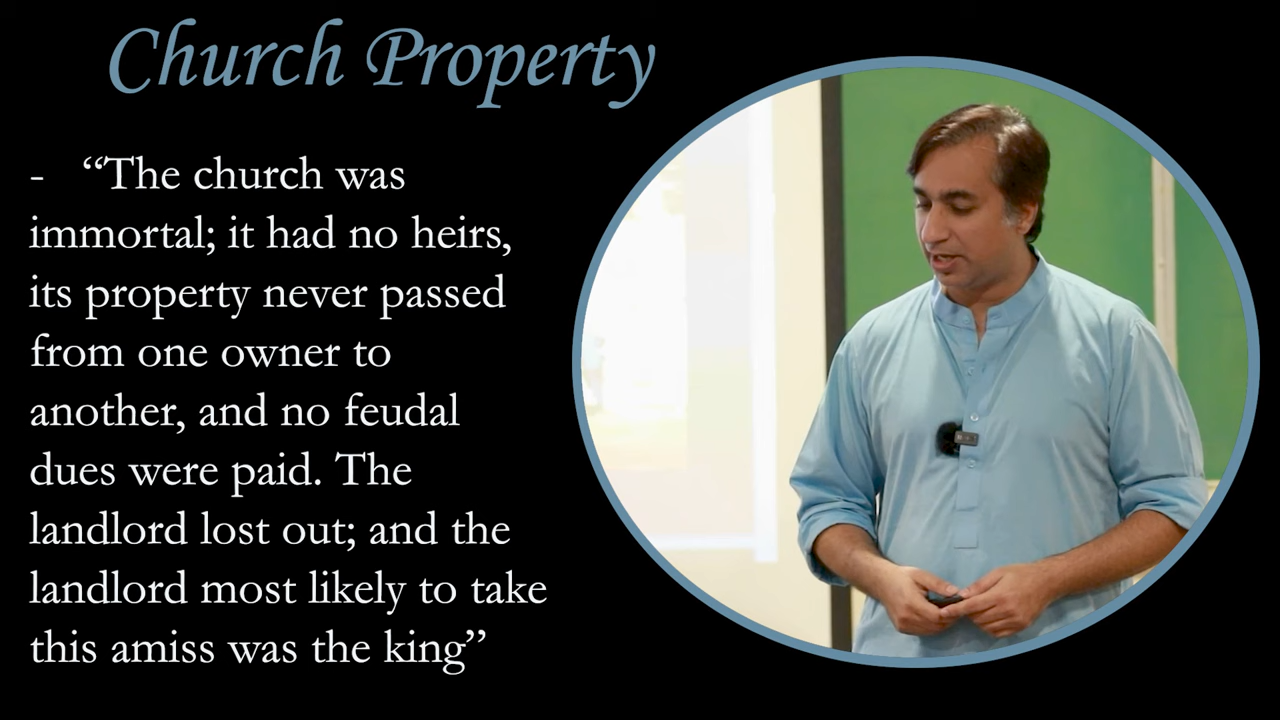 Church Property
- “The church was
immortal; it had no heirs,
its property never passed
from one owner to
another, and no feudal
dues were paid. The
landlord lost out; and the
landlord most likely to take
this amiss was the king”